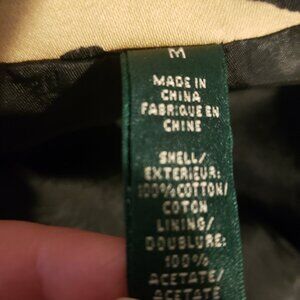 M
MADE IN
CHINA
FABRIQUE EN
CHINE
SHELL/
EXTERIEUR:
100% COTTON/
COTON
LINING/
DOUBLURE:
100%
ACETATE/
ACETATE